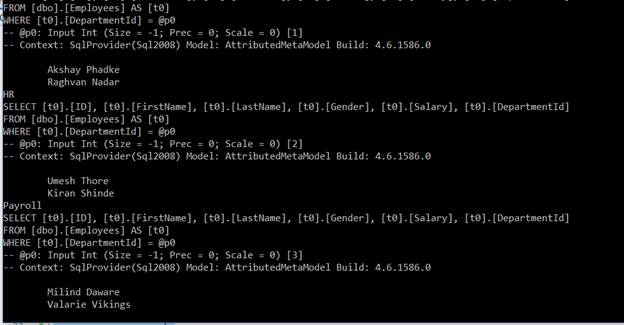 FROM [dbo].[Employees] AS [t0]
WHERE [t0].[DepartmentId] = @p0
-- @p0: Input Int (Size = -1; Prec = 0; Scale = 0) [1]
-- Context: SqlProvider(Sql2008) Model: AttributedMetaModel Build: 4.6.1586.0
Akshay Phadke
Raghvan Nadar
HR
SELECT [t0].[ID], [t0].[FirstName], [t0].[LastName], [t0].[Gender], [t0].[Salary], [t0].[DepartmentId]
FROM [dbo].[Employees] AS [t0]
WHERE [t0].[DepartmentId] = @p0
-- @p0: Input Int (Size = -1; Prec = 0; Scale = 0) [2]
-- Context: SqlProvider(Sql2008) Model: AttributedMetaModel Build: 4.6.1586.0
Umesh Thore
Kiran Shinde
Payroll
SELECT [t0].[ID], [t0].[FirstName], [t0].[LastName], [t0].[Gender], [t0].[Salary], [t0].[DepartmentId]
FROM [dbo].[Employees] AS [t0]
WHERE [t0].[DepartmentId] = @p0
-- @p0: Input Int (Size = -1; Prec = 0; Scale = 0) [3]
-- Context: SqlProvider(Sql2008) Model: AttributedMetaModel Build: 4.6.1586.0
Milind Daware
Valarie Vikings